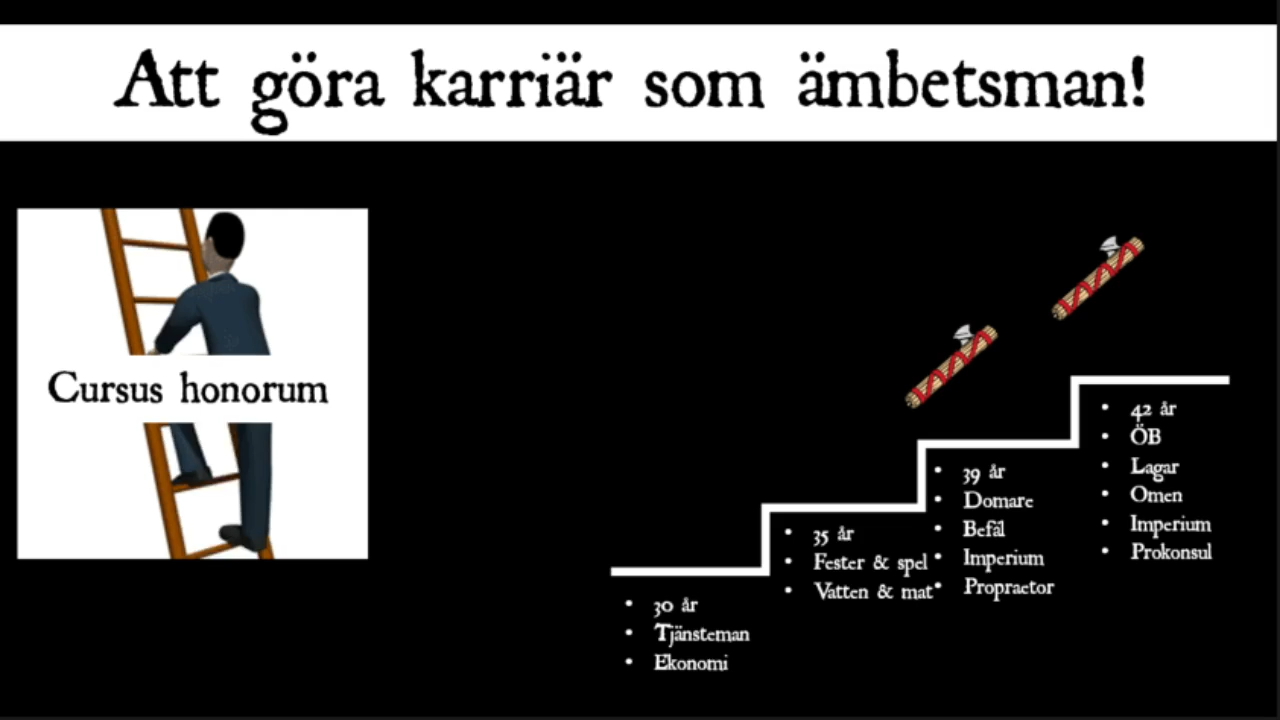 Att göra karriär som ämbetsman!
Cursus honorum
• 30 år
• Tjänsteman
• Ekonomi
• 35 år
• Fester & spel
• Vatten & mat
• 39 år
• Domare
• Befäl
• Imperium
• Propraetor
• 42 år
• ÖB
• Lagar
• Omen
• Imperium
• Prokonsul